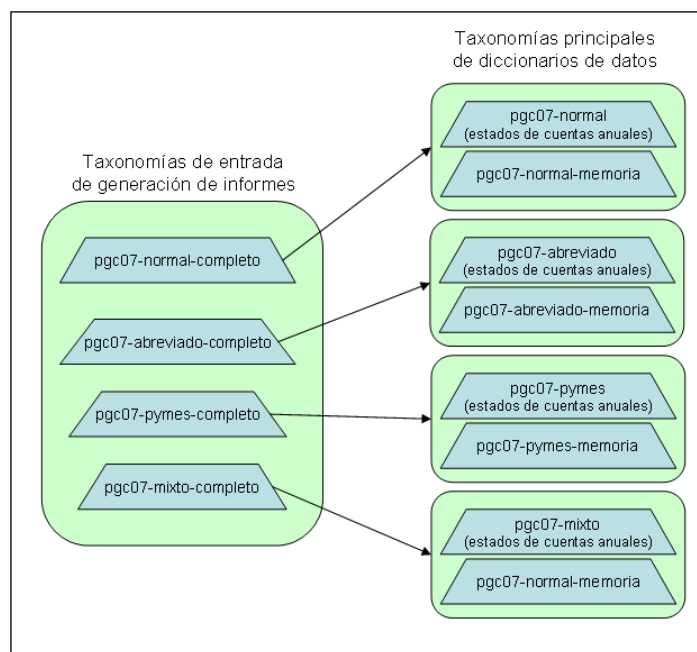 Taxonomías principales
de diccionarios de datos
pgc07-normal
(estados de cuentas anuales)
pgc07-normal-memoria
Taxonomías de entrada
de generación de informes
pgc07-normal-completo
pgc07-abreviado-completo
pgc07-pymes-completo
pgc07-mixto-completo
pgc07-abreviado
(estados de cuentas anuales)
pgc07-abreviado-memoria
pgc07-pymes
(estados de cuentas anuales)
pgc07-pymes-memoria
pgc07-mixto
(estados de cuentas anuales)
pgc07-normal-memoria